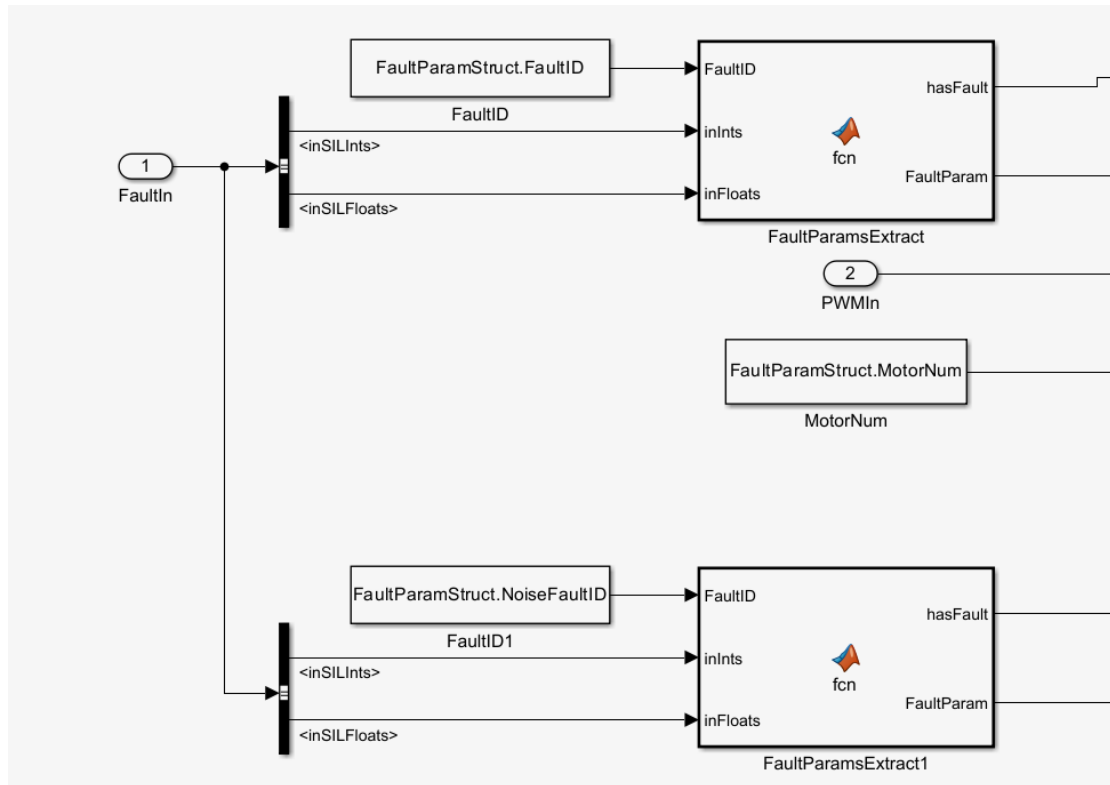 FaultParamStruct.FaultID
FaultID
FaultID
hasFault
<inSILInts>
inInts
fcn
1
FaultIn
FaultParam
<inSILFloats>
inFloats
FaultParamsExtract
2
PWMIn
FaultParamStruct.MotorNum
MotorNum
FaultParamStruct.NoiseFaultID
FaultID
hasFault
FaultID1
<inSILInts>
inInts
fcn
FaultParam
<inSILFloats>
inFloats
FaultParamsExtract1